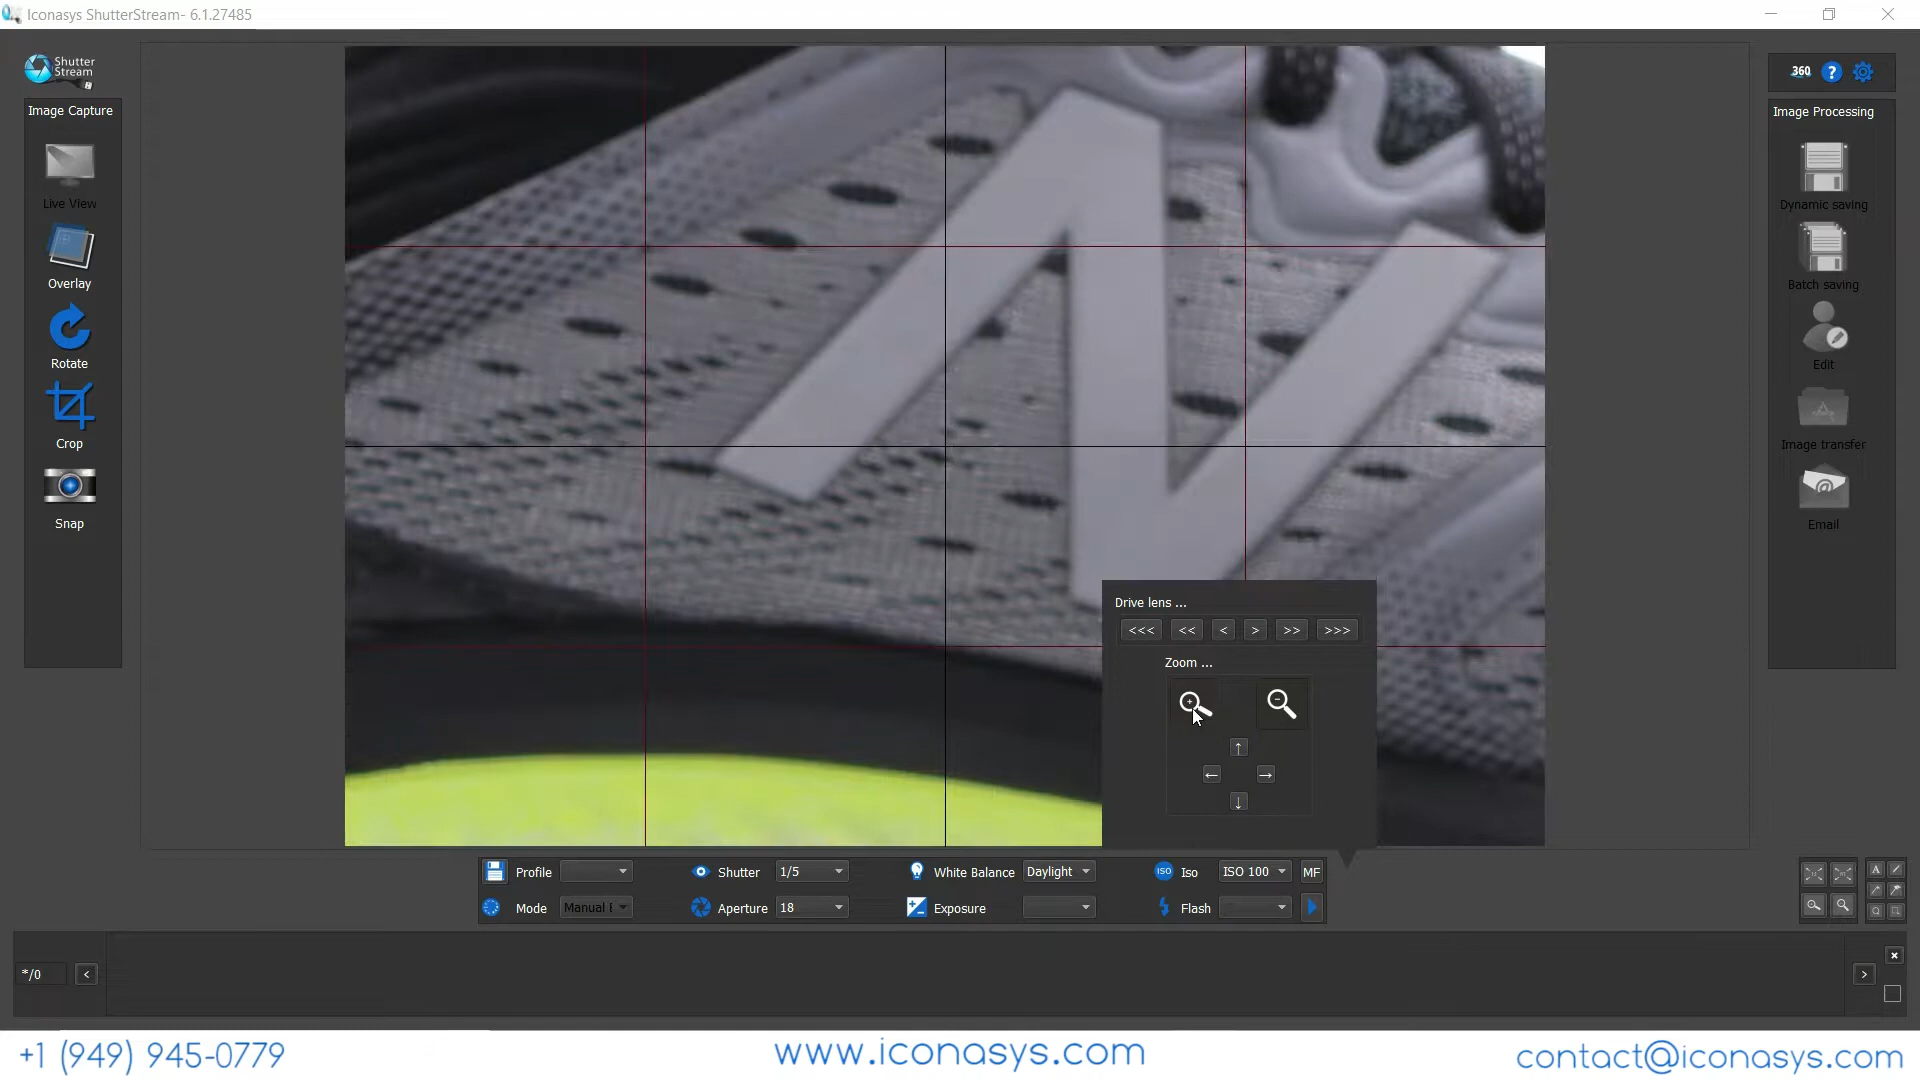 Iconasys ShutterStream- 6.1.27485
Shutter
Stream
Image Capture
Live View
Overlay
Rotate
Crop
Snap
360
?
Image Processing
Dynamic saving
Batch saving
Edit
Image transfer
Email
Drive lens ...
<<< << < > >> >>>
Zoom ...
Profile
Shutter 1/5
White Balance Daylight
ISO Iso ISO 100 MF
Mode
Aperture 18
Exposure
Flash
*/0
+1 (949) 945-0779
www.iconasys.com
contact@iconasys.com